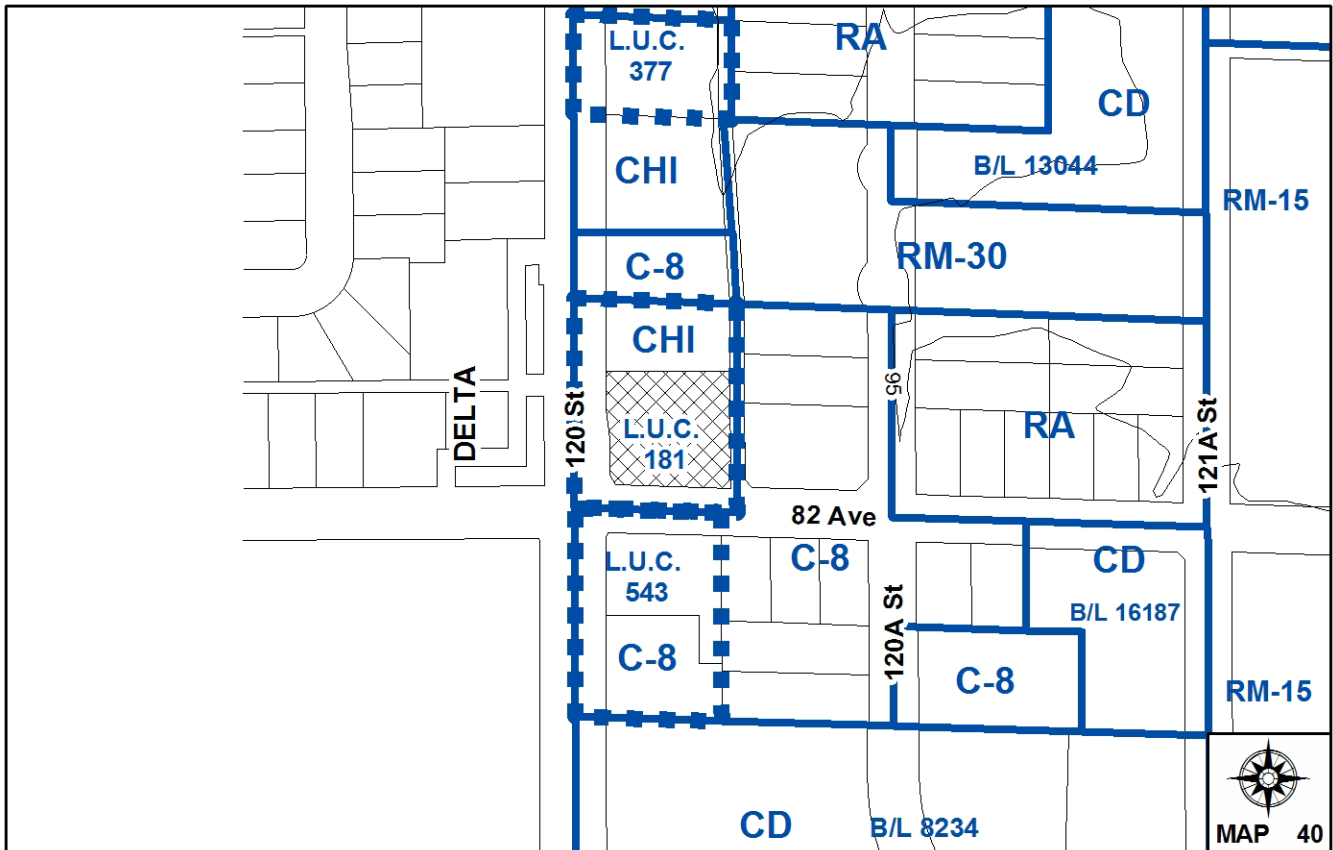 L.U.C.
377
RA
CD
CHI
B/L 13044
RM-15
C-8
RM-30
CHI
DELTA
120 St
95
L.U.C.
181
RA
121A St
82 Ave
L.U.C.
543
C-8
CD
B/L 16187
120A St
C-8
C-8
RM-15
CD
B/L 8234
MAP 40